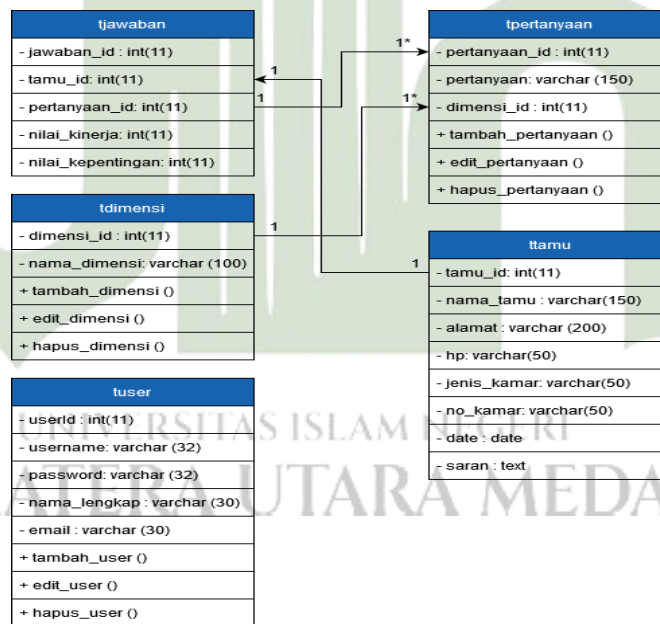 tjawaban
- jawaban_id : int(11)
- tamu_id: int(11)
- pertanyaan_id: int(11)
- nilai_kinerja: int(11)
- nilai_kepentingan: int(11)
1
1
1*
1*
tpertanyaan
- pertanyaan_id : int(11)
- pertanyaan: varchar (150)
- dimensi_id : int(11)
+ tambah_pertanyaan ()
+ edit_pertanyaan ()
+ hapus_pertanyaan ()
tdimensi
- dimensi_id : int(11)
- nama_dimensi: varchar (100)
+ tambah_dimensi ()
+ edit_dimensi ()
+ hapus_dimensi ()
1
1
ttamu
- tamu_id: int(11)
- nama_tamu : varchar(150)
- alamat : varchar (200)
- hp: varchar(50)
- jenis_kamar: varchar(50)
- no_kamar: varchar(50)
- date : date
- saran : text
tuser
- userId : int(11)
- username: varchar (32)
- password: varchar (32)
- nama_lengkap : varchar (30)
- email : varchar (30)
+ tambah_user ()
+ edit_user ()
+ hapus_user ()
UNIVERSITAS ISLAM NEGERI
ATERA UTARA MEDA